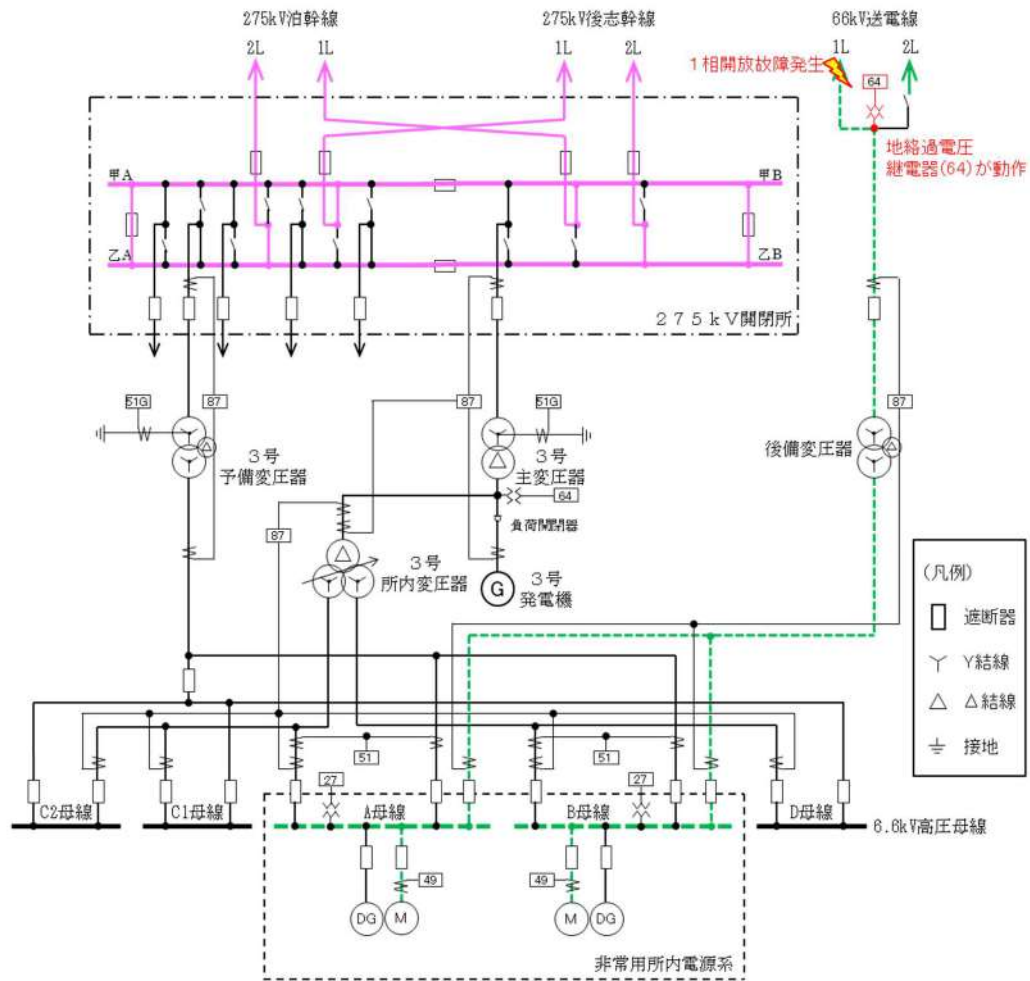 275kV泊幹線
275kV後志幹線
66kV送電線
2L
1L
1L
2L
1L
2L
1相開放故障発生
64
地絡過電圧
継電器(64)が動作
甲A
甲B
乙A
乙B
275kV開閉所
51G
87
87
51G
87
3号
予備変圧器
3号
主変圧器
後備変圧器
64
負荷開閉器
87
3号
所内変圧器
G
3号
発電機
(凡例)
遮断器
Y結線
△結線
接地
51
51
27
27
C2母線
C1母線
A母線
B母線
D母線
6.6kV高圧母線
49
49
DG
M
M
DG
非常用所内電源系